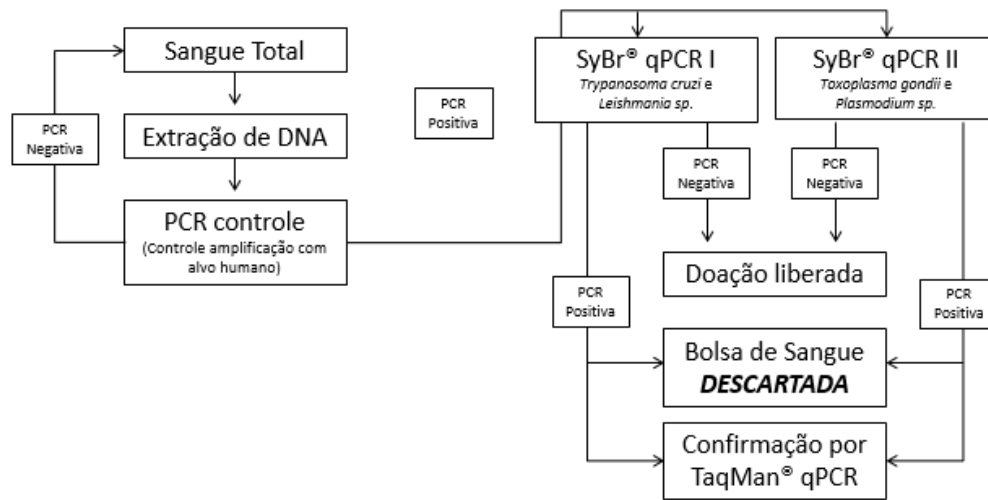 Sangue Total
PCR
Negativa
Extração de DNA
PCR controle
(Controle amplificação com
alvo humano)
PCR
Positiva
SyBr® qPCR I
Trypanosoma cruzi e
Leishmania sp.
SyBr® qPCR II
Toxoplasma gondii e
Plasmodium sp.
PCR
Negativa
PCR
Negativa
Doação liberada
PCR
Positiva
PCR
Positiva
Bolsa de Sangue
DESCARTADA
Confirmação por
TaqMan® qPCR